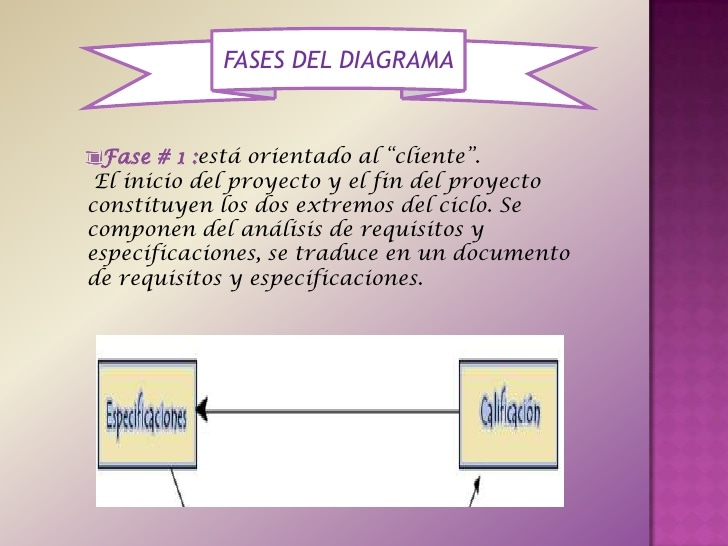 FASES DEL DIAGRAMA
Fase # 1 :está orientado al “cliente”.
El inicio del proyecto y el fin del proyecto
constituyen los dos extremos del ciclo. Se
componen del análisis de requisitos y
especificaciones, se traduce en un documento
de requisitos y especificaciones.
Especificaciones
Calificación